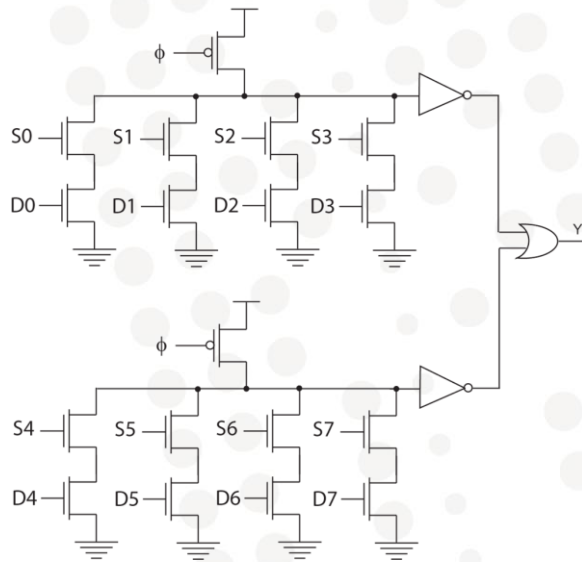 ϕ
S0 S1 S2 S3
D0 D1 D2 D3
Y
ϕ
S4 S5 S6 S7
D4 D5 D6 D7